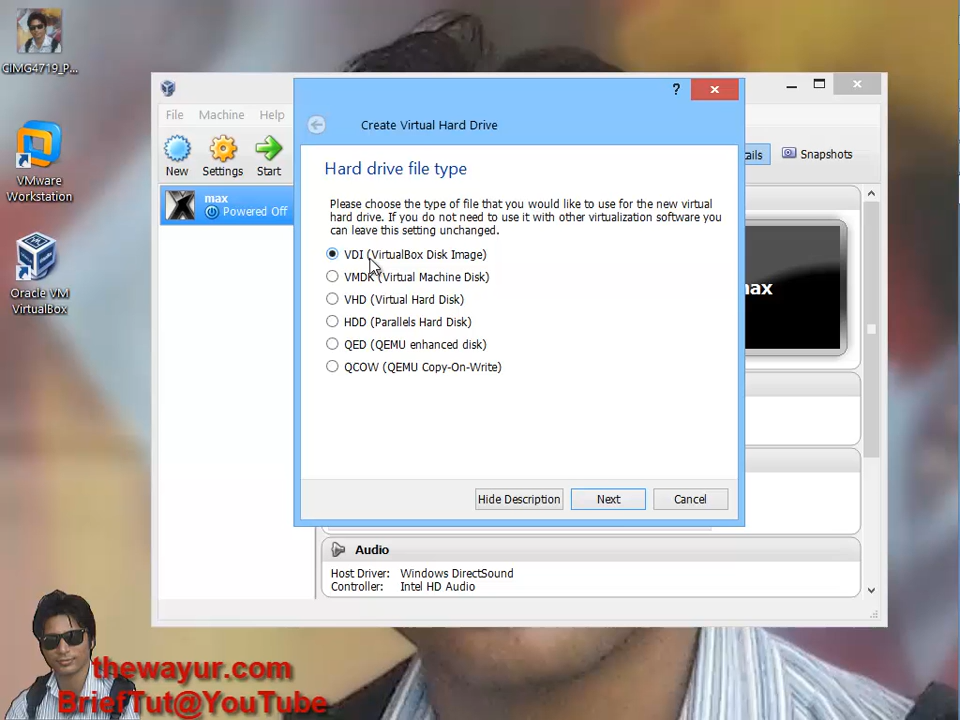 CIMG4719_P...
VMware
Workstation
Oracle VM
VirtualBox
File Machine Help
New Settings Start
max
Powered Off
ails Snapshots
max
?
Create Virtual Hard Drive
Hard drive file type
Please choose the type of file that you would like to use for the new virtual
hard drive. If you do not need to use it with other virtualization software you
can leave this setting unchanged.
VDI (VirtualBox Disk Image)
VMDK (Virtual Machine Disk)
VHD (Virtual Hard Disk)
HDD (Parallels Hard Disk)
QED (QEMU enhanced disk)
QCOW (QEMU Copy-On-Write)
Hide Description Next Cancel
Audio
Host Driver: Windows DirectSound
Controller: Intel HD Audio
thewayur.com
BriefTut@YouTube